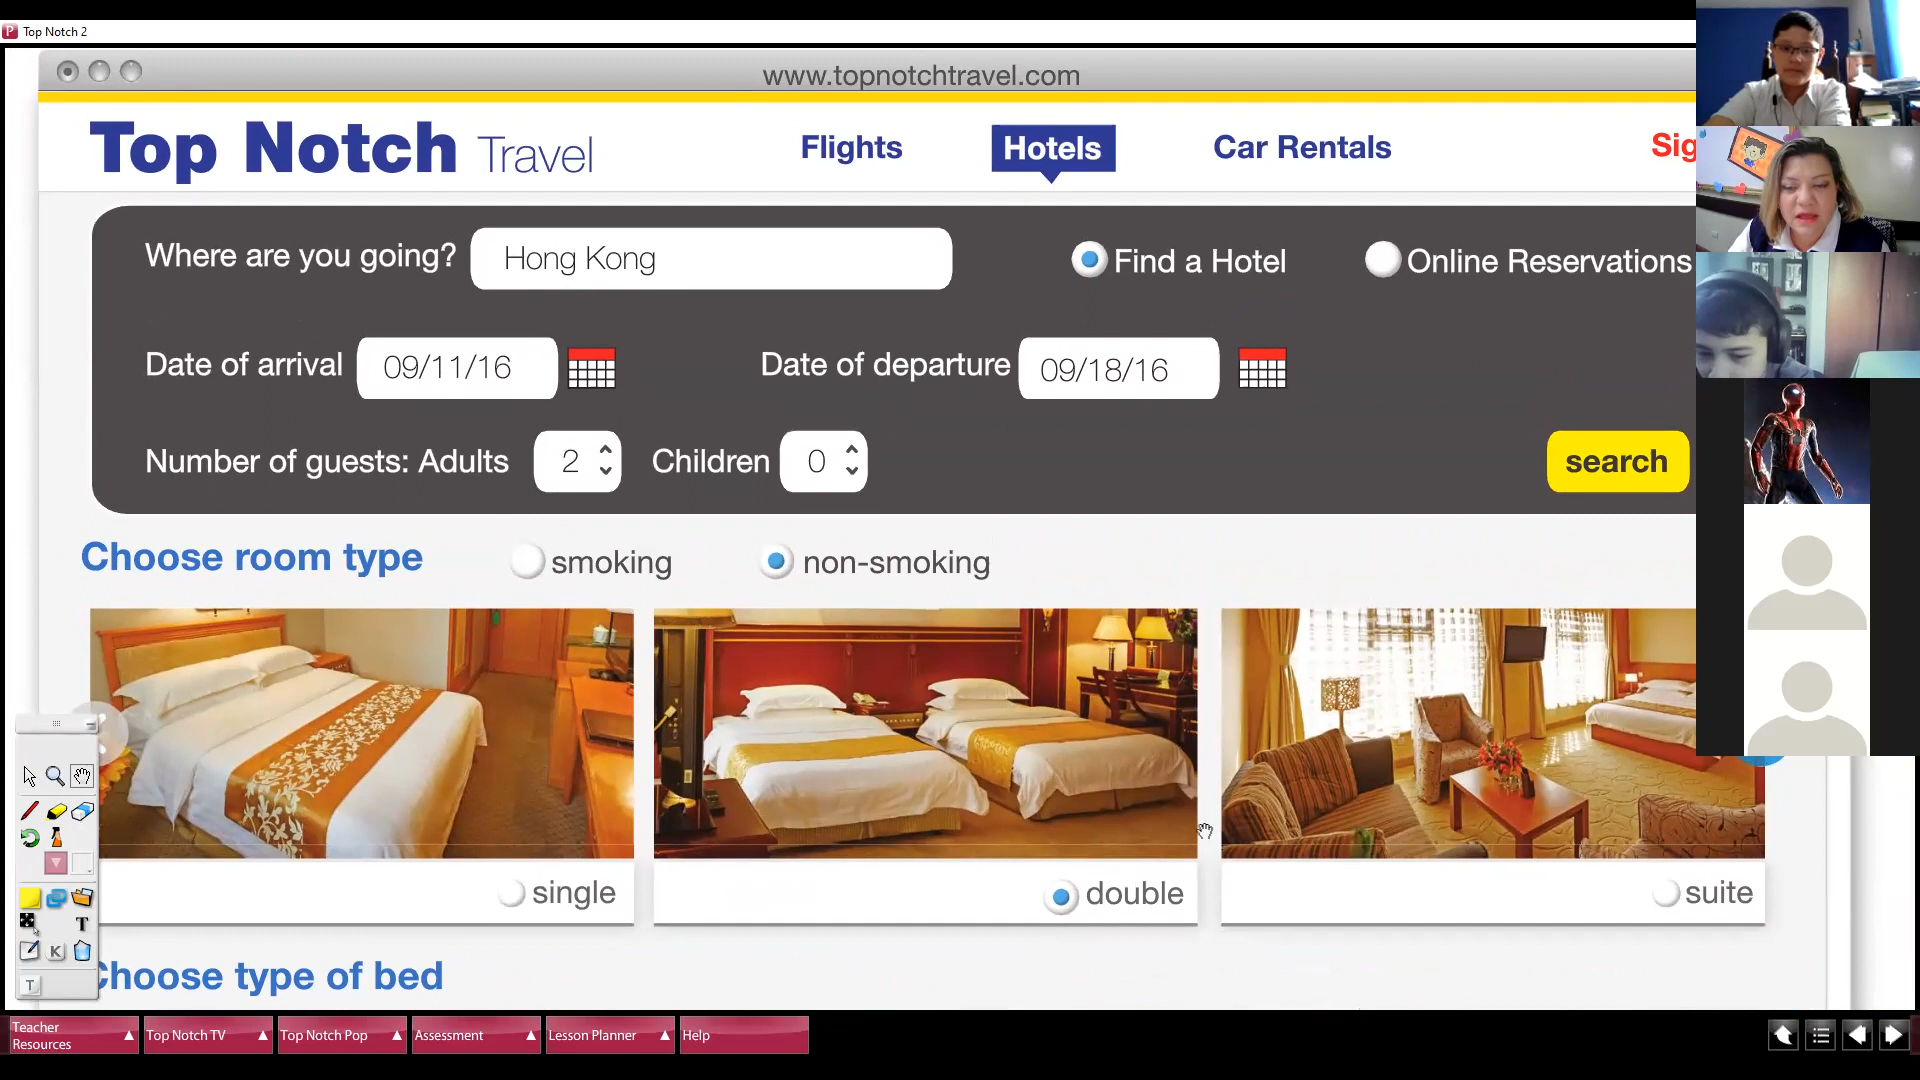 Top Notch 2
www.topnotchtravel.com
Top Notch Travel
Flights Hotels Car Rentals
Where are you going? Hong Kong Find a Hotel Online Reservations
Date of arrival 09/11/16 Date of departure 09/18/16
Number of guests: Adults 2 Children 0 search
Choose room type smoking non-smoking
single double suite
Choose type of bed
T
K
T
Teacher Resources Top Notch TV Top Notch Pop Assessment Lesson Planner Help